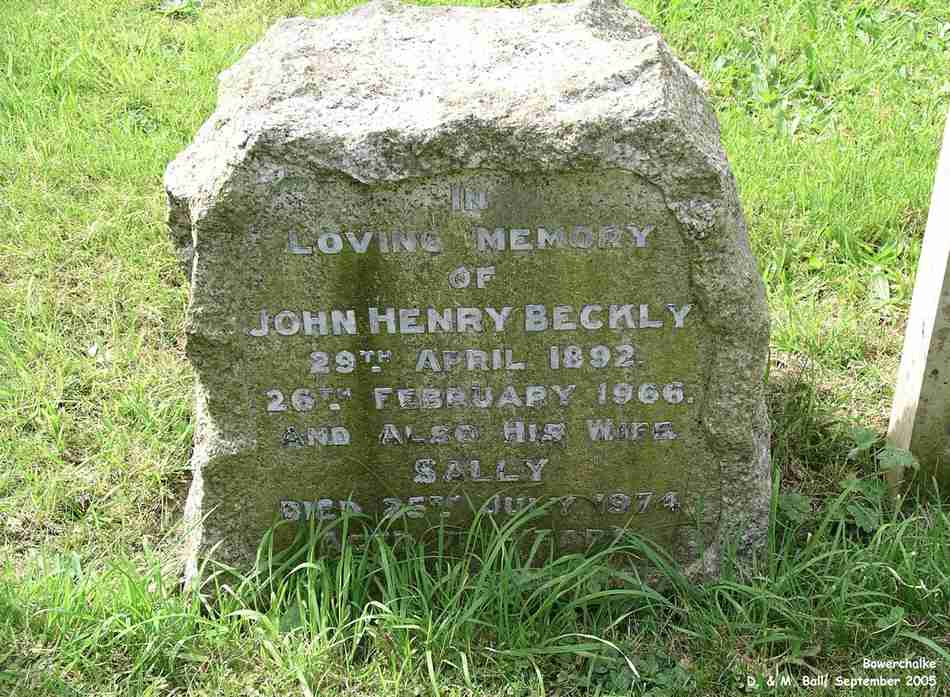 IN
LOVING MEMORY
OF
JOHN HENRY BECKLY
29TH APRIL 1892.
26TH FEBRUARY 1966.
AND ALSO HIS WIFE
SALLY
DIED 25TH JULY 1974
AGED
Bowerchalke
D. & M. Ball September 2005